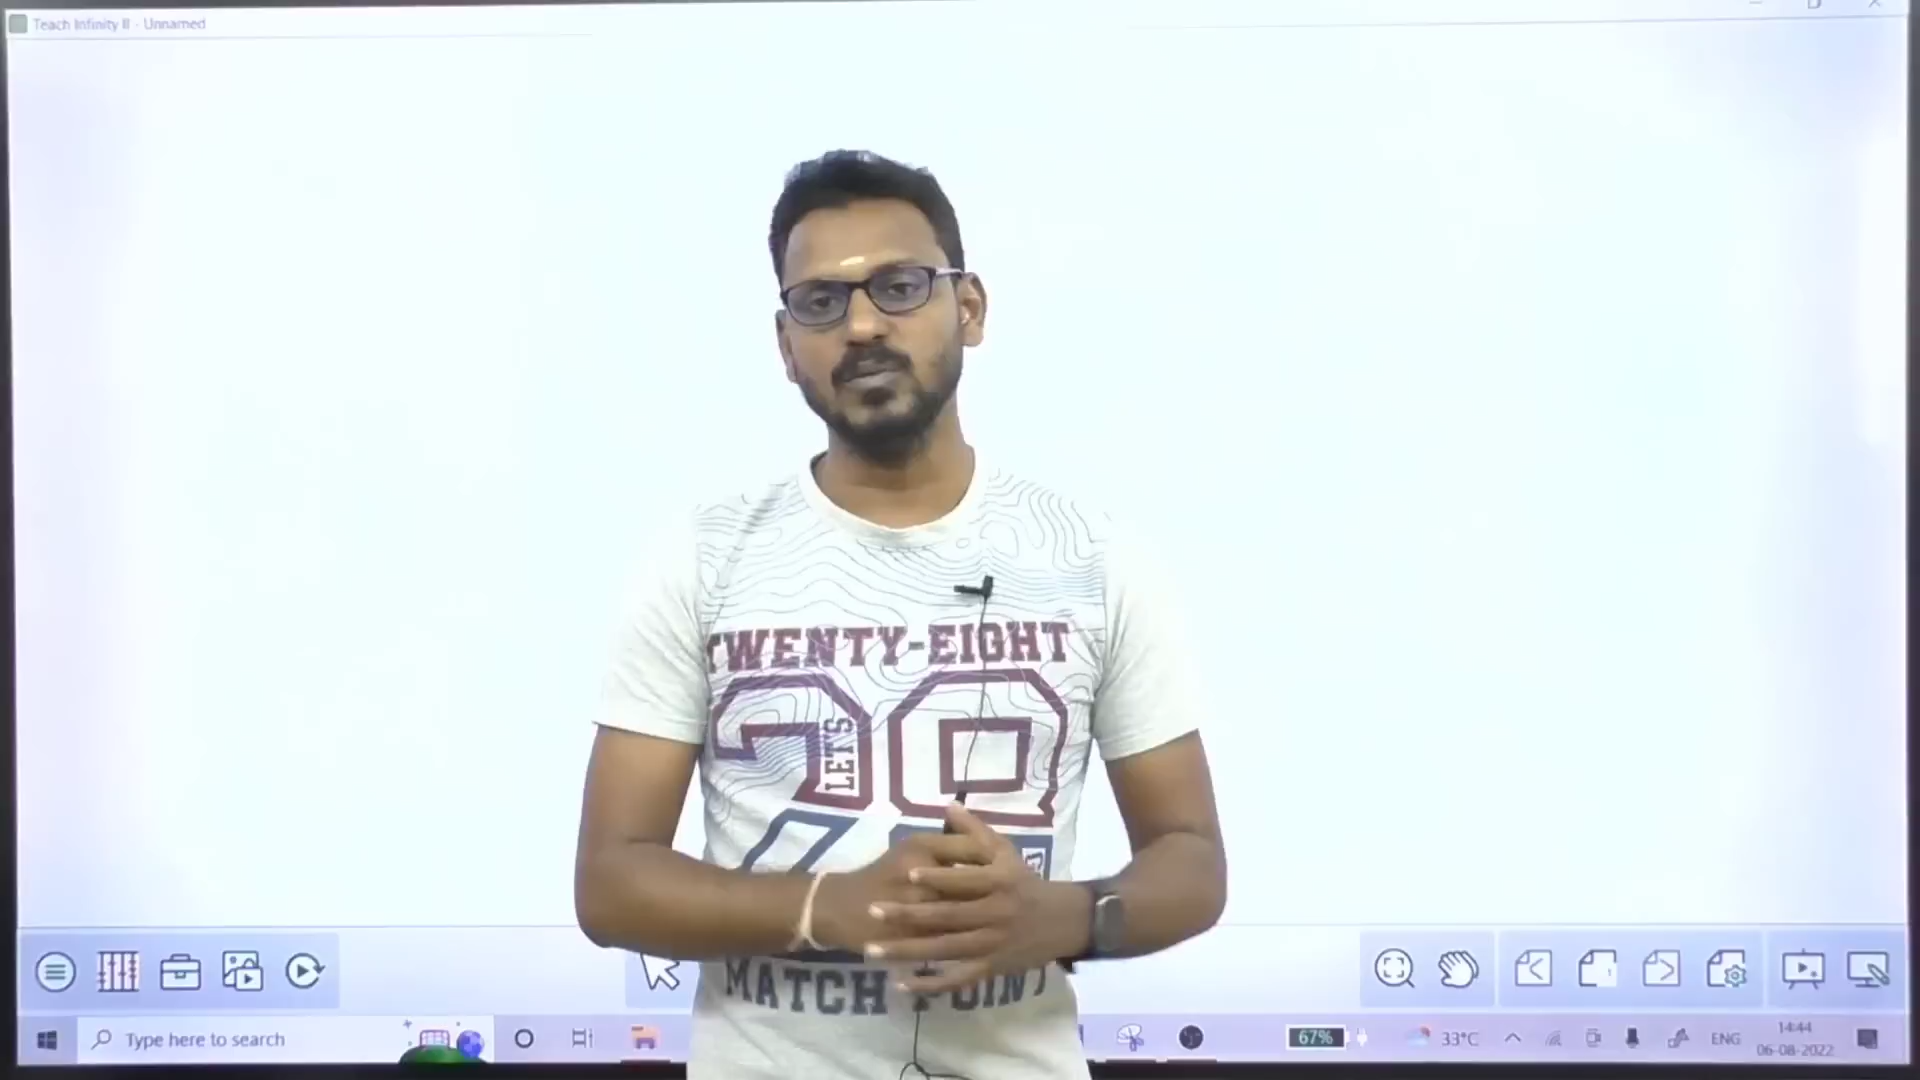 Teach Infinity II - Unnamed
TWENTY-EIGHT
28
LETS
MATCH POINT
Type here to search
67%
33°C
ENG
14:44
06-08-2022